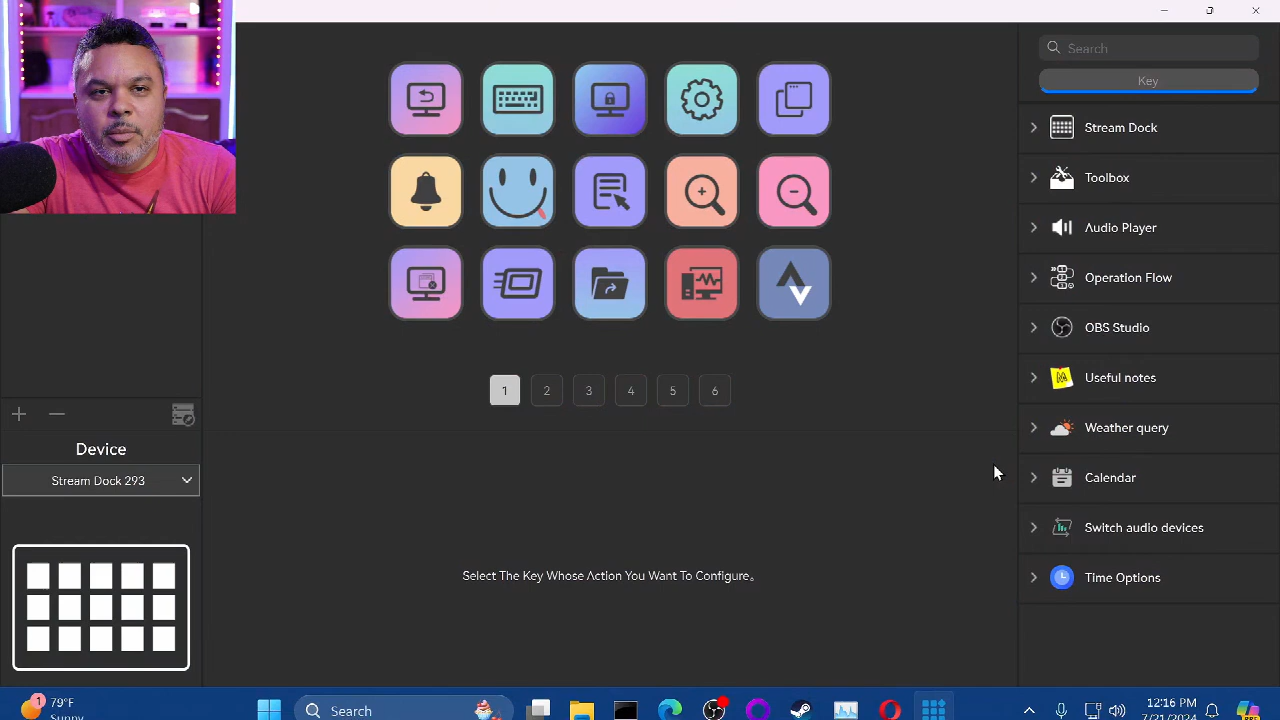 Search
Key
Stream Dock
Toolbox
Audio Player
Operation Flow
OBS Studio
Useful notes
Weather query
Calendar
Switch audio devices
Time Options
1 2 3 4 5 6
Device
Stream Dock 293
Select The Key Whose Action You Want To Configure。
1
79°F
Sunny
Search
12:16 PM
7/21/2024